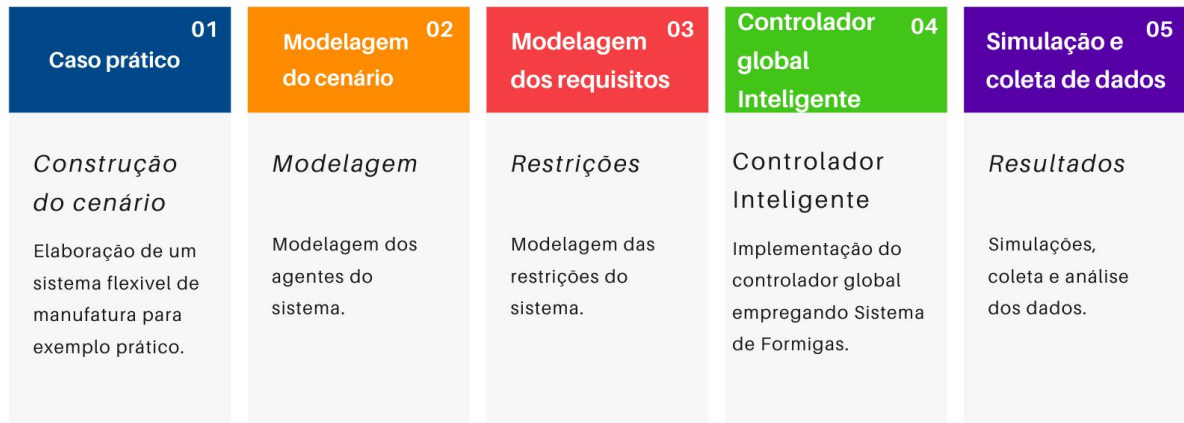 01
Caso prático
Construção
do cenário
Elaboração de um
sistema flexivel de
manufatura para
exemplo prático.
02
Modelagem
do cenário
Modelagem
Modelagem dos
agentes do
sistema.
03
Modelagem
dos requisitos
Restrições
Modelagem das
restrições do
sistema.
04
Controlador
global
Inteligente
Controlador
Inteligente
Implementação do
controlador global
empregando Sistema
de Formigas.
05
Simulação e
coleta de dados
Resultados
Simulações,
coleta e análise
dos dados.